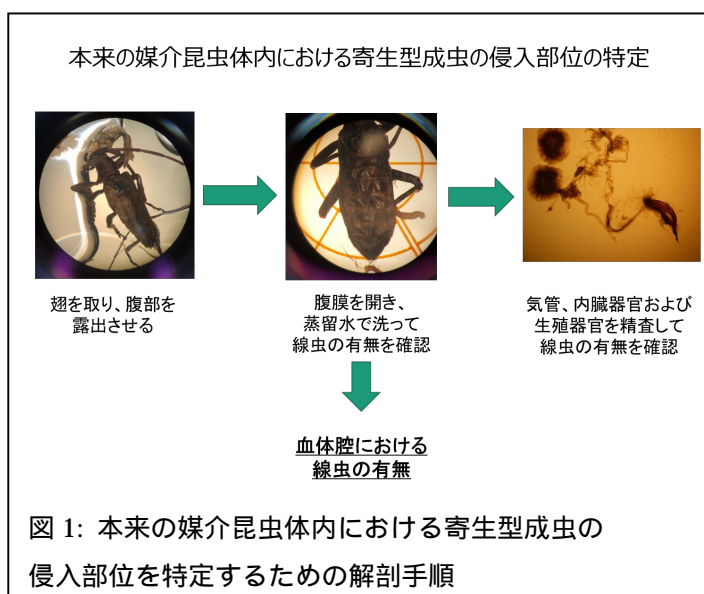 本来の媒介昆虫体内における寄生型成虫の侵入部位の特定
翅を取り、腹部を
露出させる
腹膜を開き、
蒸留水で洗って
線虫の有無を確認
気管、内臓器官および
生殖器官を精査して
線虫の有無を確認
血体腔における
線虫の有無
図 1: 本来の媒介昆虫体内における寄生型成虫の
侵入部位を特定するための解剖手順